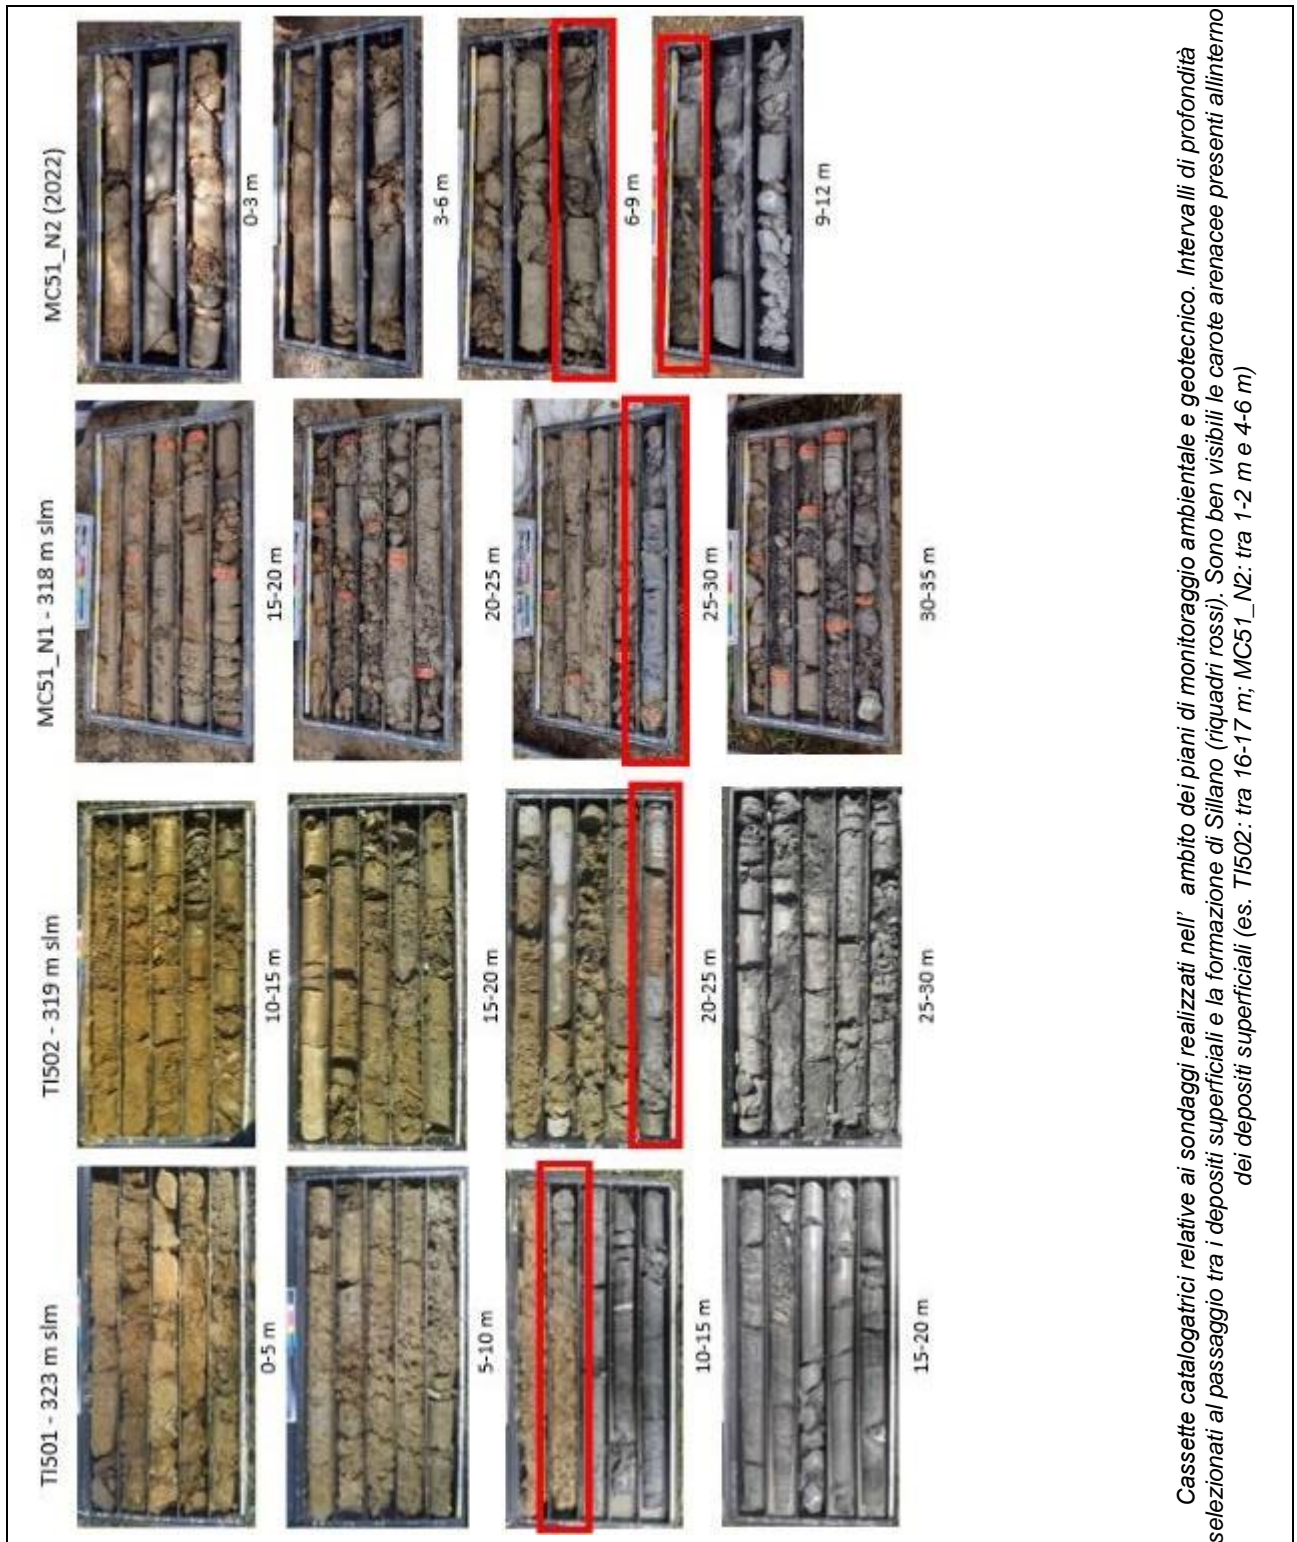 TI501 - 323 m slm
0-5 m
5-10 m
10-15 m
15-20 m
TI502 - 319 m slm
10-15 m
15-20 m
20-25 m
25-30 m
MC51_N1 - 318 m slm
15-20 m
20-25 m
25-30 m
30-35 m
MC51_N2 (2022)
0-3 m
3-6 m
6-9 m
9-12 m
Cassette catalogatrici relative ai sondaggi realizzati nell' ambito dei piani di monitoraggio ambientale e geotecnico. Intervalli di profondità
selezionati al passaggio tra i depositi superficiali e la formazione di Sillano (riquadri rossi). Sono ben visibili le carote arenacee presenti allinterno
dei depositi superficiali (es. TI502: tra 16-17 m; MC51_N2: tra 1-2 m e 4-6 m)